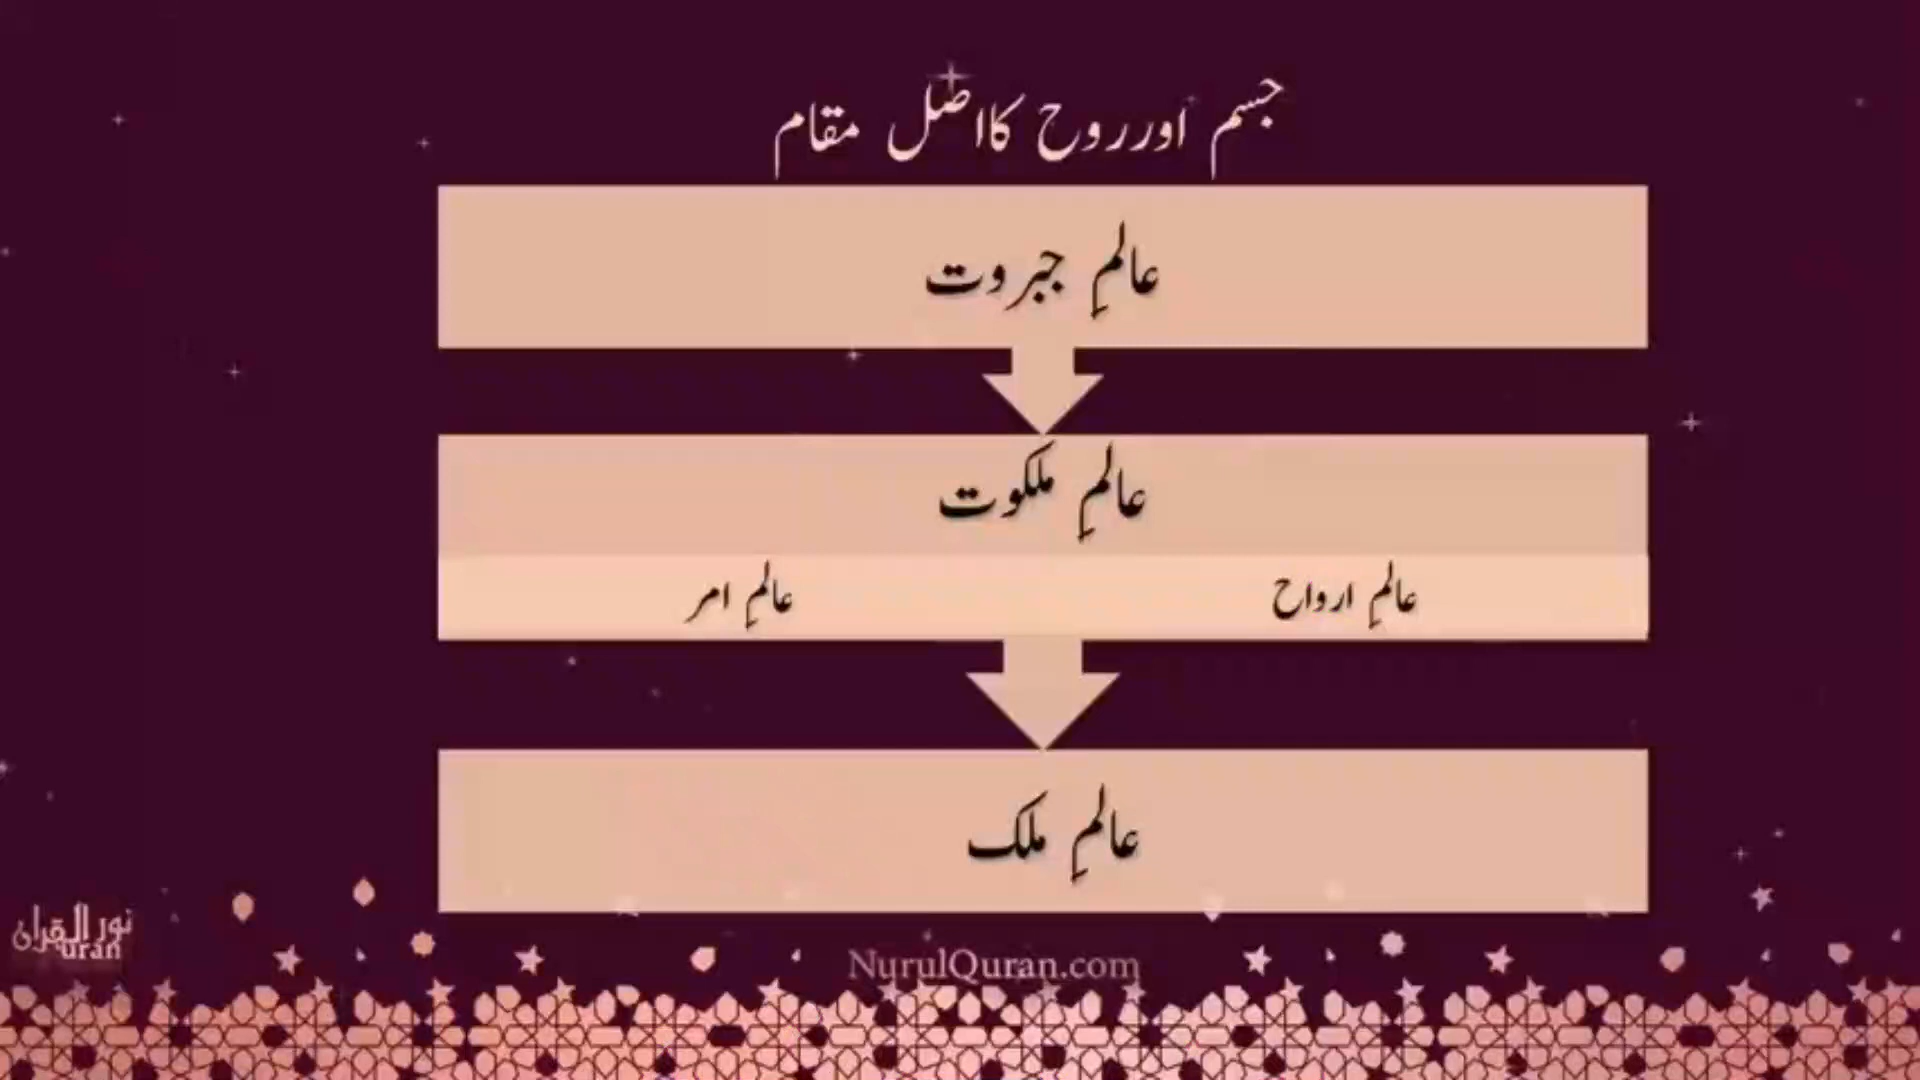 جسم اور روح کا اصل مقام
عالمِ جبروت
عالمِ ملکوت
عالمِ ارواح عالمِ امر
عالمِ ملک
نور القرآن
uran
NurulQuran.com